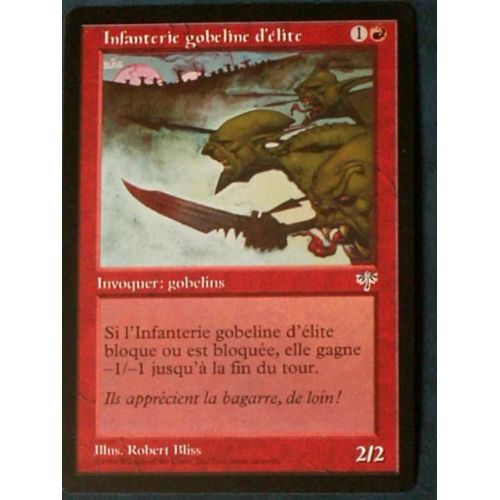 Infanterie gobeline d'élite
1
Invoquer: gobelins
Si l'Infanterie gobeline d'élite
bloque ou est bloquée, elle gagne
–1/–1 jusqu'à la fin du tour.
Ils apprécient la bagarre, de loin!
Illus. Robert Bliss
2/2